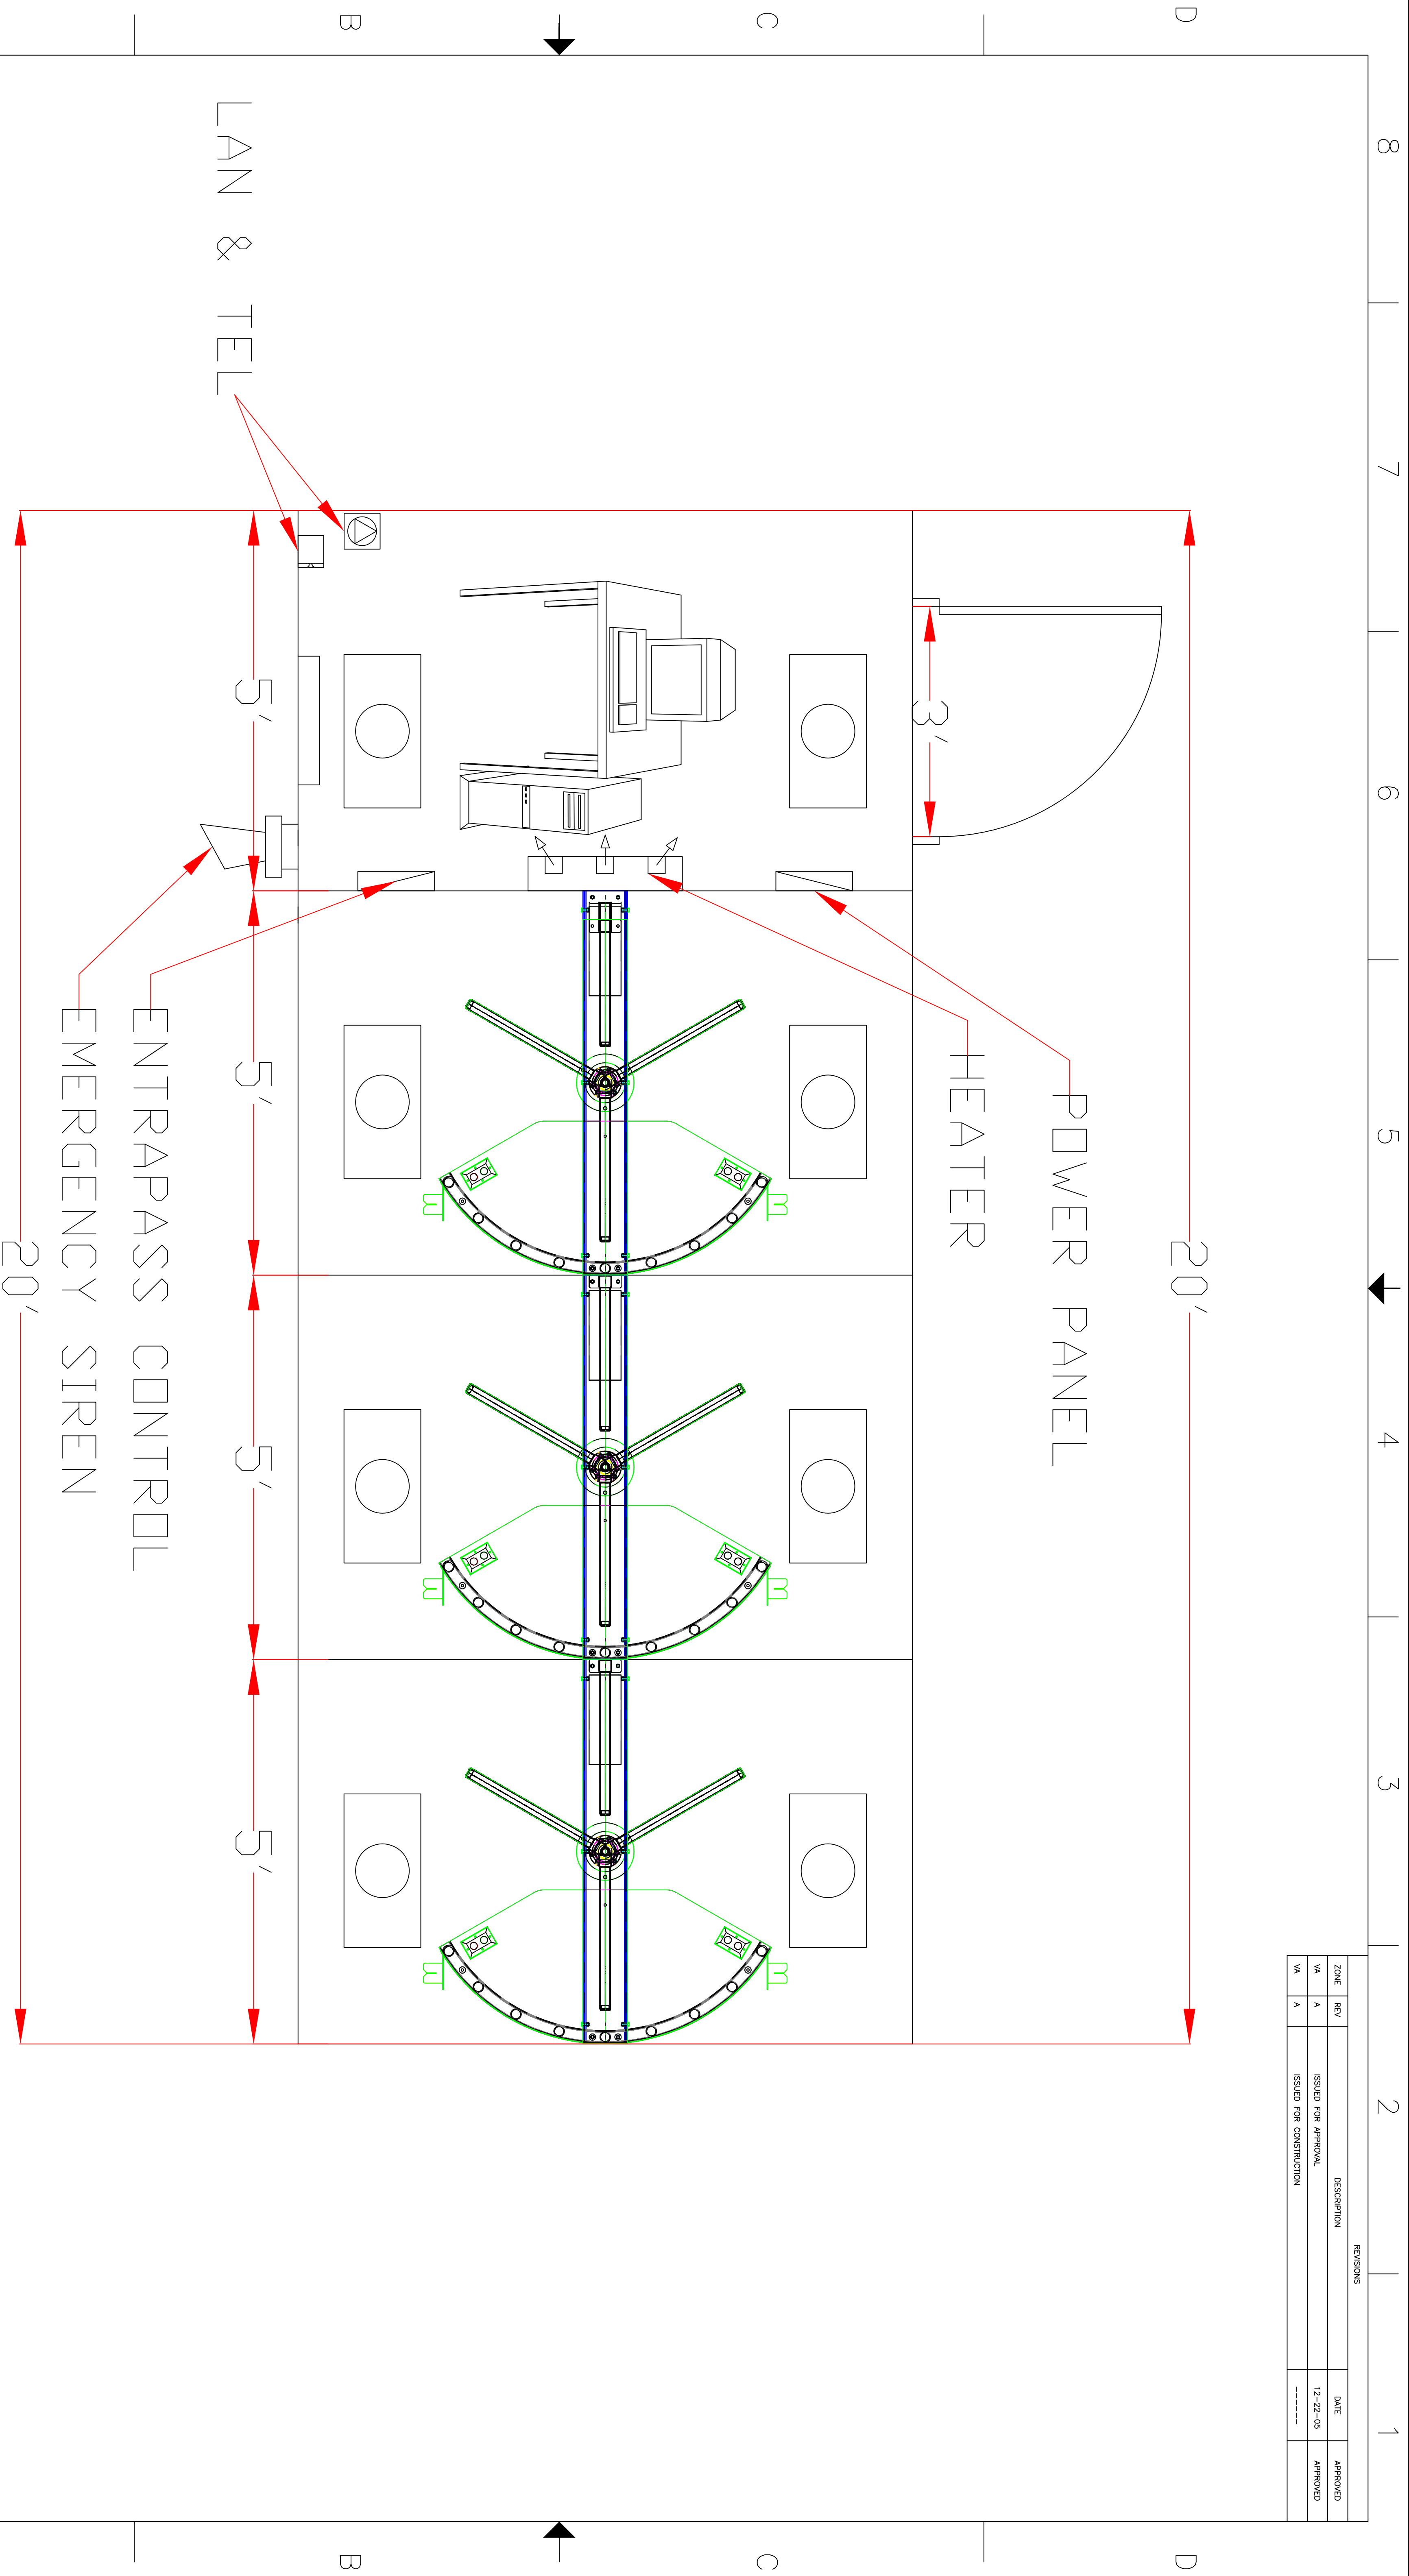 8 7 6 5 4 3 2 1
D
D
C
C
B
B
REVISIONS
ZONE REV DESCRIPTION DATE APPROVED
VA A ISSUED FOR APPROVAL 12-22-05 APPROVED
VA A ISSUED FOR CONSTRUCTION ------
20'
POWER PANEL
HEATER
3'
B B B
B B B
LAN & TEL
5' 5' 5' 5'
ENTRAPASS CONTROL
EMERGENCY SIREN
20'